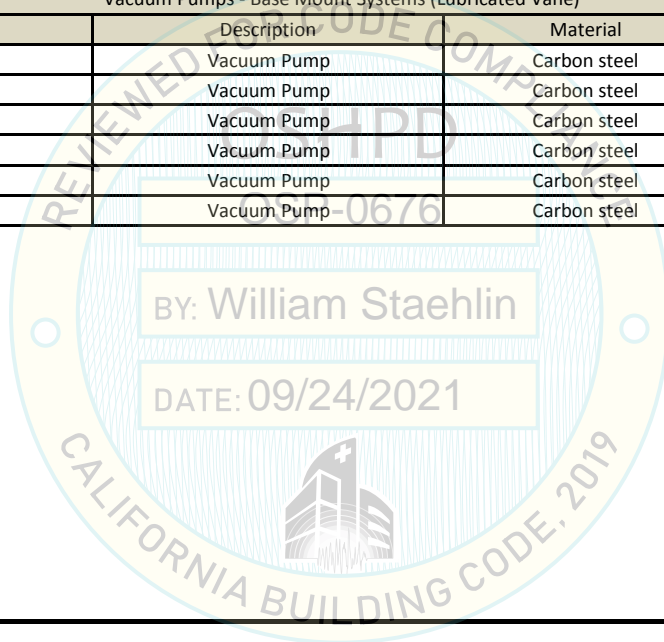 Vacuum Pumps - Base Mount Systems (Lubricated Vane)
Description Material
Vacuum Pump Carbon steel
Vacuum Pump Carbon steel
Vacuum Pump Carbon steel
Vacuum Pump Carbon steel
Vacuum Pump Carbon steel
Vacuum Pump Carbon steel
REVIEWED FOR CODE COMPLIANCE
OSHPD
OSP-0676
BY: William Staehlin
DATE: 09/24/2021
CALIFORNIA BUILDING CODE, 2019